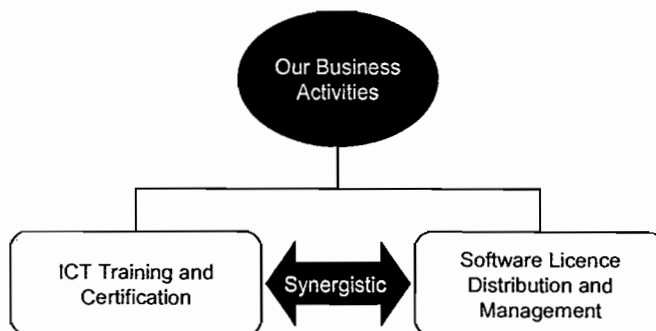 Our Business
Activities
ICT Training and
Certification
Synergistic
Software Licence
Distribution and
Management